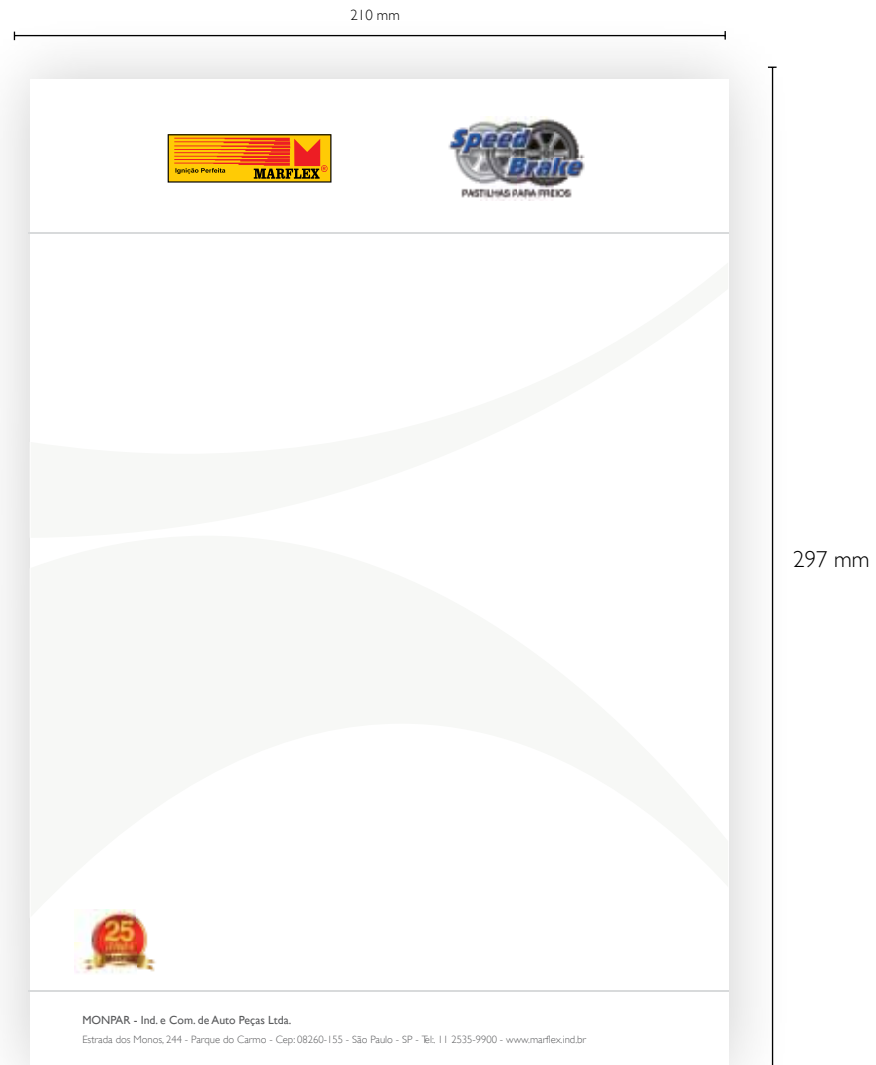 210 mm
Ignição Perfeita
MARFLEX®
Speed
Brake
PASTILHAS PARA FREIOS
297 mm
25
anos
MONPAR - Ind. e Com. de Auto Peças Ltda.
Estrada dos Monos, 244 - Parque do Carmo - Cep: 08260-155 - São Paulo - SP - Tel.: 11 2535-9900 - www.marflex.ind.br